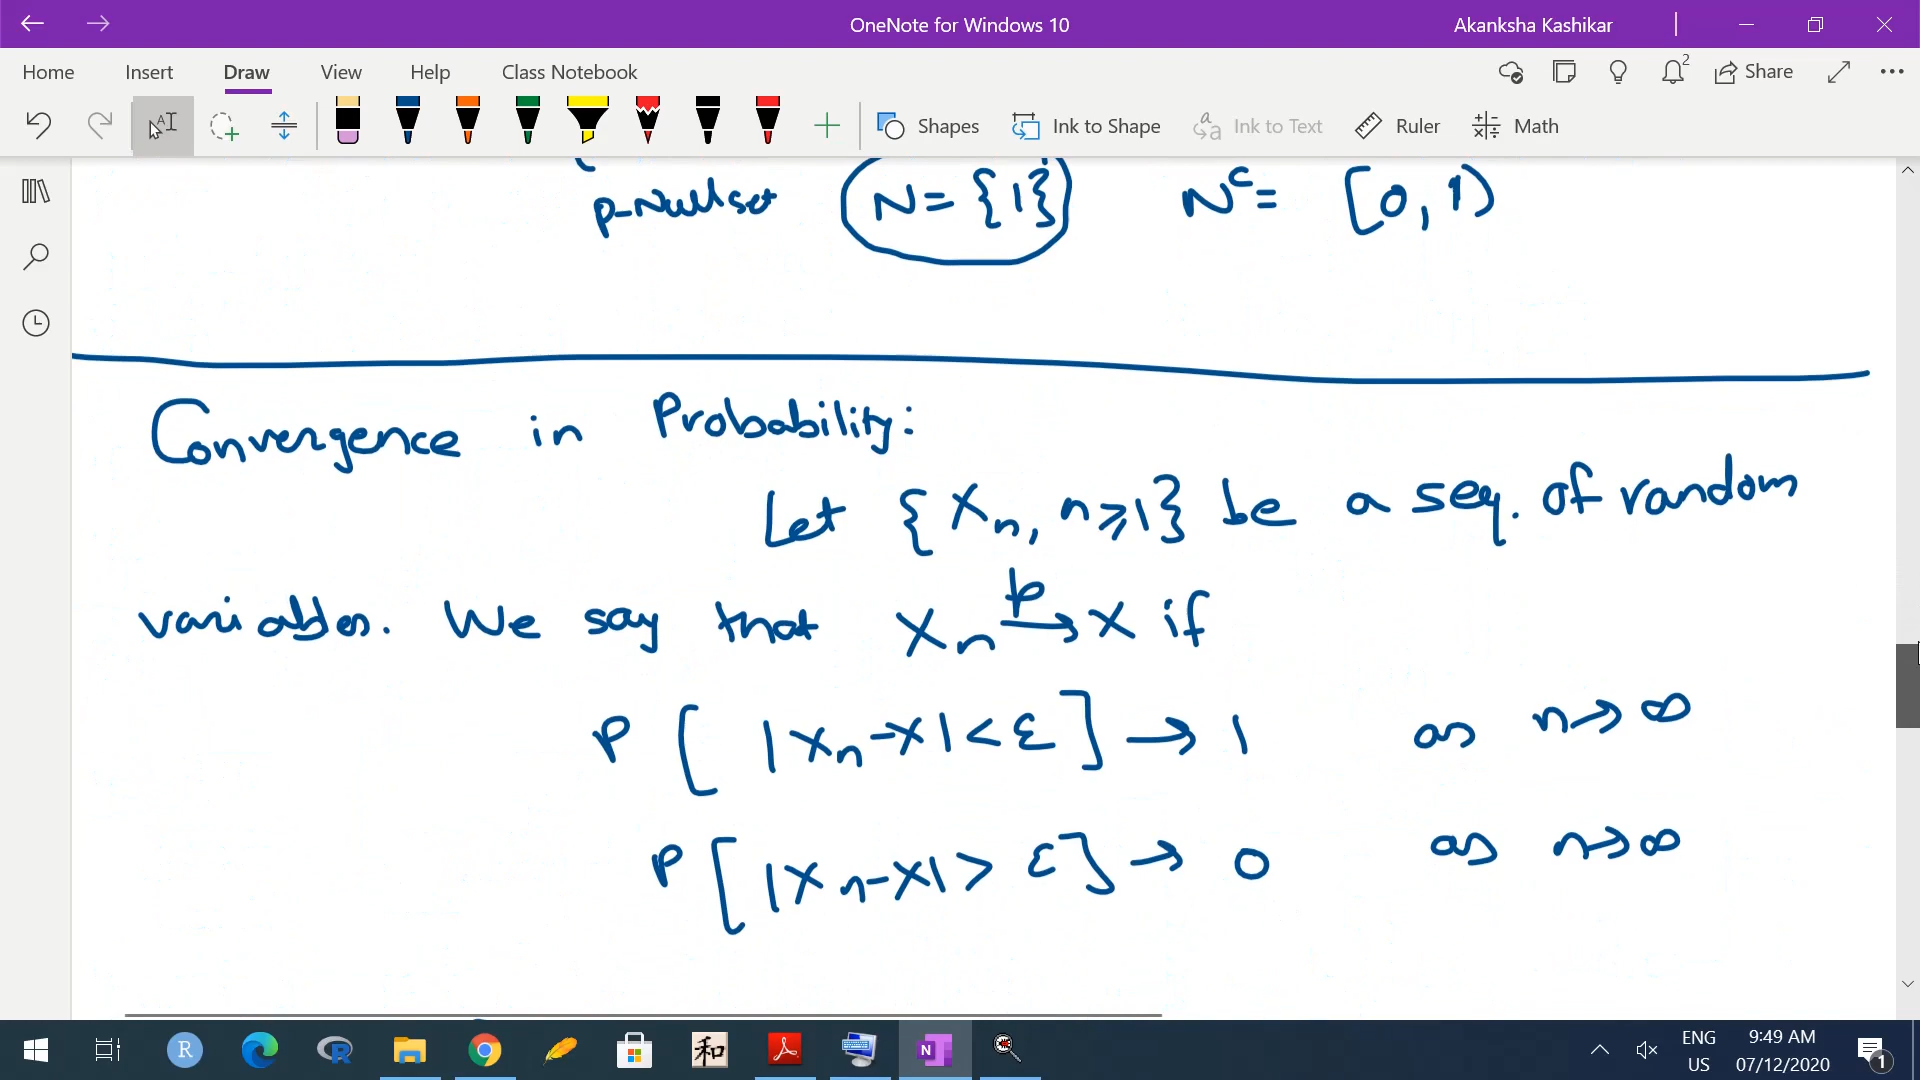 OneNote for Windows 10
Akanksha Kashikar
Home Insert Draw View Help Class Notebook
2
Share
Shapes Ink to Shape Ink to Text Ruler Math
p-Nullset N = {1} N^c = [0, 1)
Convergence in Probability:
Let {Xn, n ≥ 1} be a seq. of random
variables. We say that Xn →^p X if
P [ |Xn - X| < ε ] → 1 as n → ∞
P [ |Xn - X| > ε ] → 0 as n → ∞
ENG
US
9:49 AM
07/12/2020
1